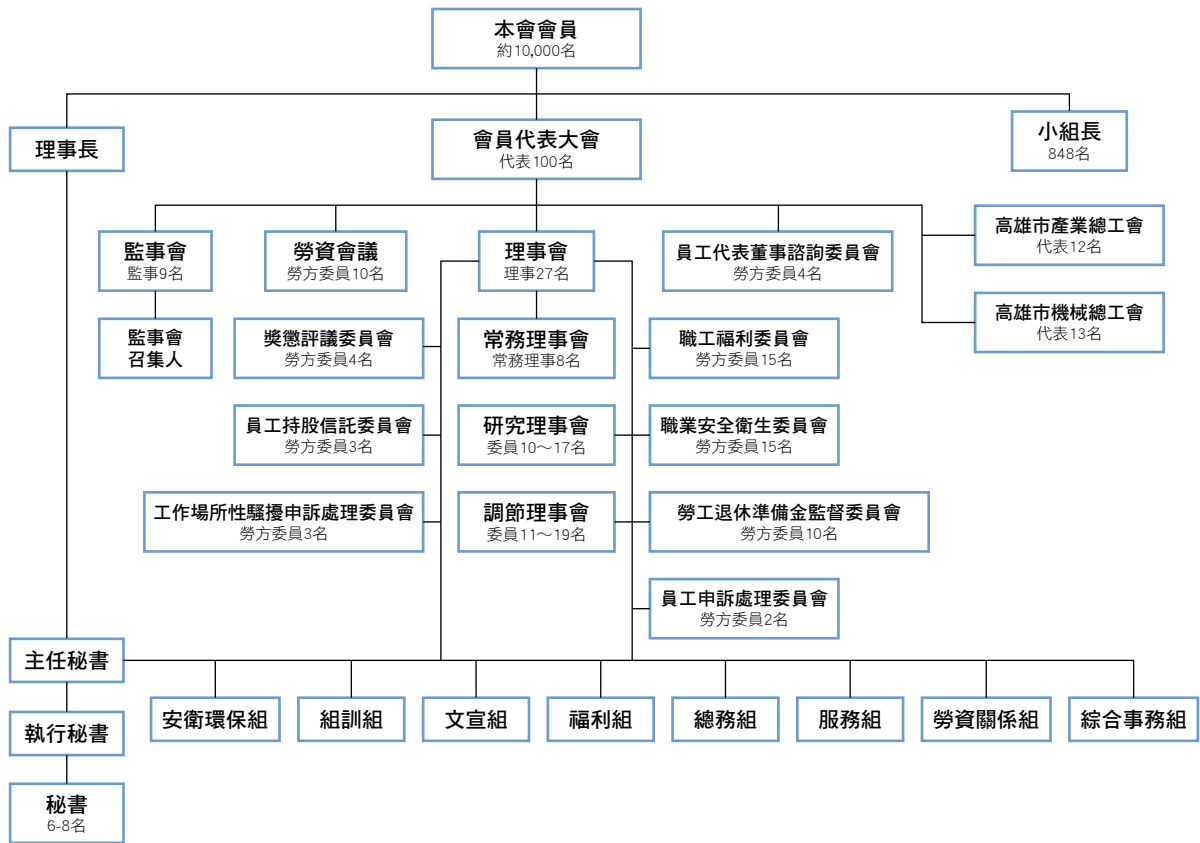 本會會員
約10,000名
理事長
會員代表大會
代表100名
小組長
848名
監事會
監事9名
勞資會議
勞方委員10名
理事會
理事27名
員工代表董事諮詢委員會
勞方委員4名
高雄市產業總工會
代表12名
高雄市機械總工會
代表13名
監事會
召集人
獎懲評議委員會
勞方委員4名
常務理事會
常務理事8名
職工福利委員會
勞方委員15名
員工持股信託委員會
勞方委員3名
研究理事會
委員10～17名
職業安全衛生委員會
勞方委員15名
工作場所性騷擾申訴處理委員會
勞方委員3名
調節理事會
委員11～19名
勞工退休準備金監督委員會
勞方委員10名
員工申訴處理委員會
勞方委員2名
主任秘書
安衛環保組
組訓組
文宣組
福利組
總務組
服務組
勞資關係組
綜合事務組
執行秘書
秘書
6-8名